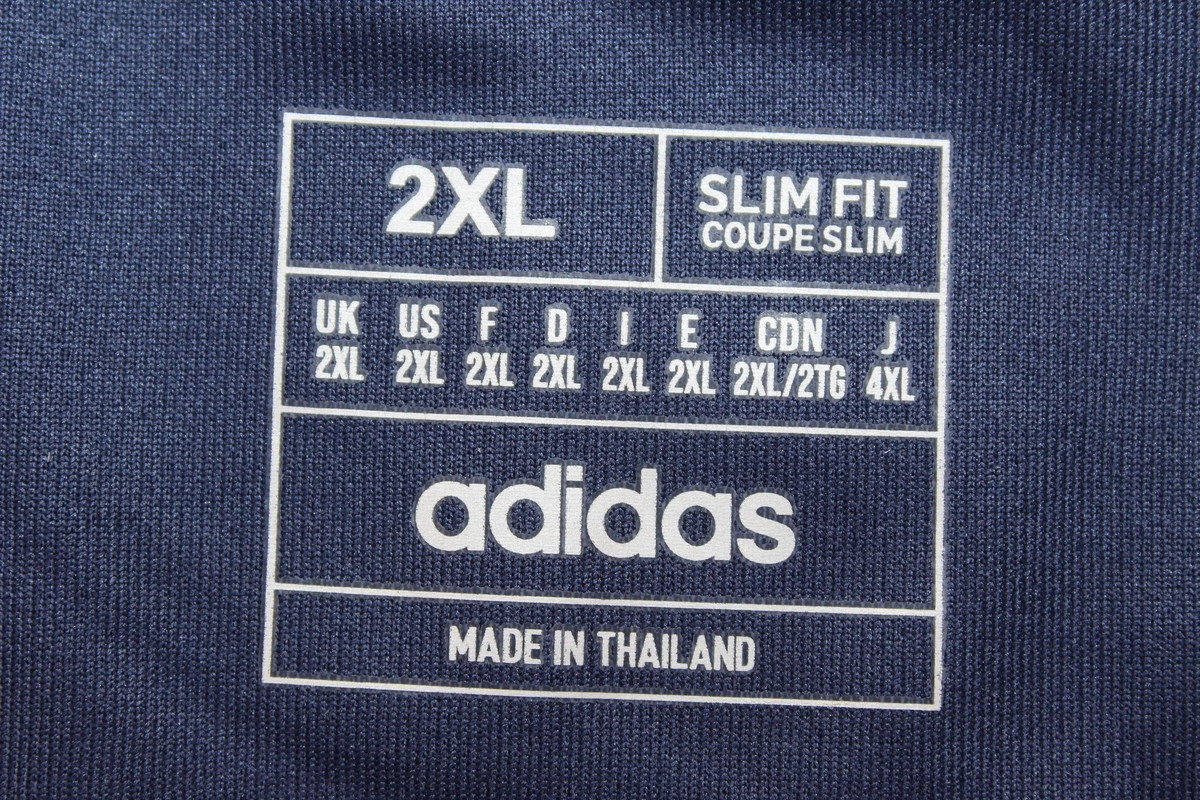 2XL
SLIM FIT
COUPE SLIM
UK US F D I E CDN J
2XL 2XL 2XL 2XL 2XL 2XL 2XL/2TG 4XL
adidas
MADE IN THAILAND